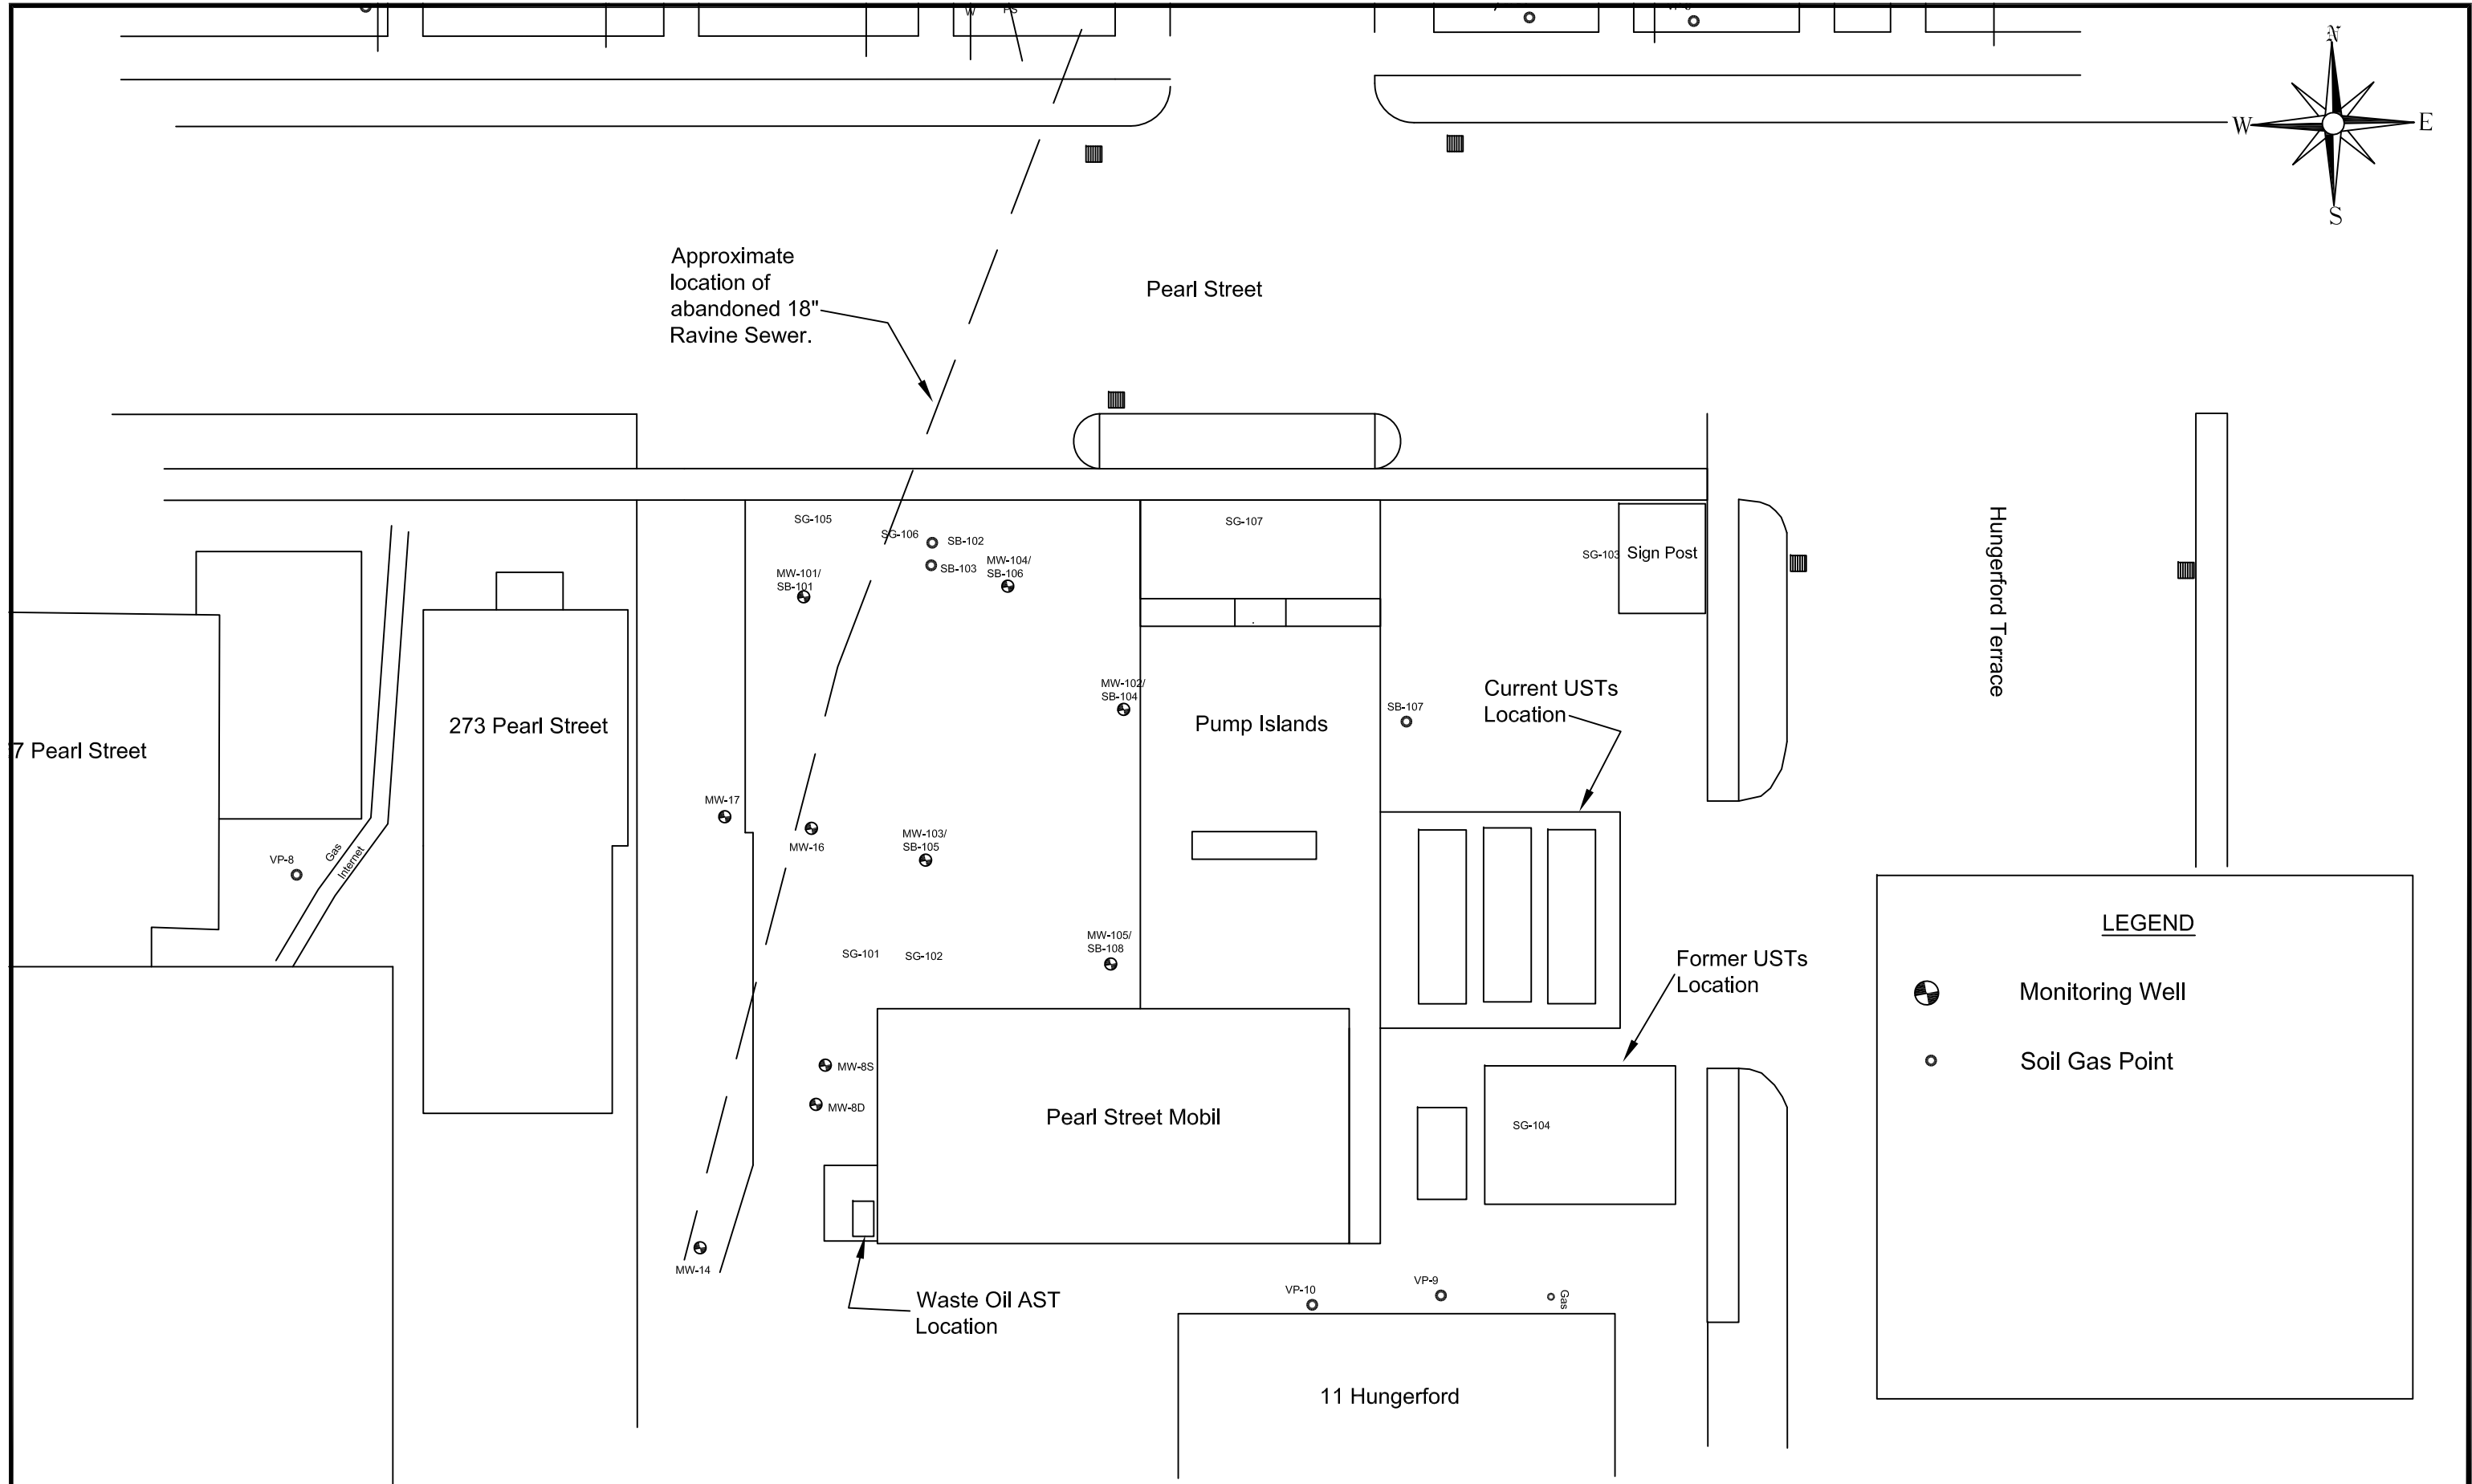 W
N
W
E
S
Approximate
location of
abandoned 18"
Ravine Sewer.
Pearl Street
SG-105
SG-106
SB-102
SB-103
MW-101/
SB-101
MW-104/
SB-106
SG-107
SG-103
Sign Post
Hungerford Terrace
MW-102/
SB-104
Pump Islands
SB-107
Current USTs
Location
273 Pearl Street
7 Pearl Street
MW-17
MW-16
MW-103/
SB-105
VP-8
Gas
Internet
SG-101
SG-102
MW-105/
SB-108
Former USTs
Location
LEGEND
Monitoring Well
Soil Gas Point
MW-8S
MW-8D
Pearl Street Mobil
SG-104
MW-14
Waste Oil AST
Location
VP-10
VP-9
Gas
11 Hungerford